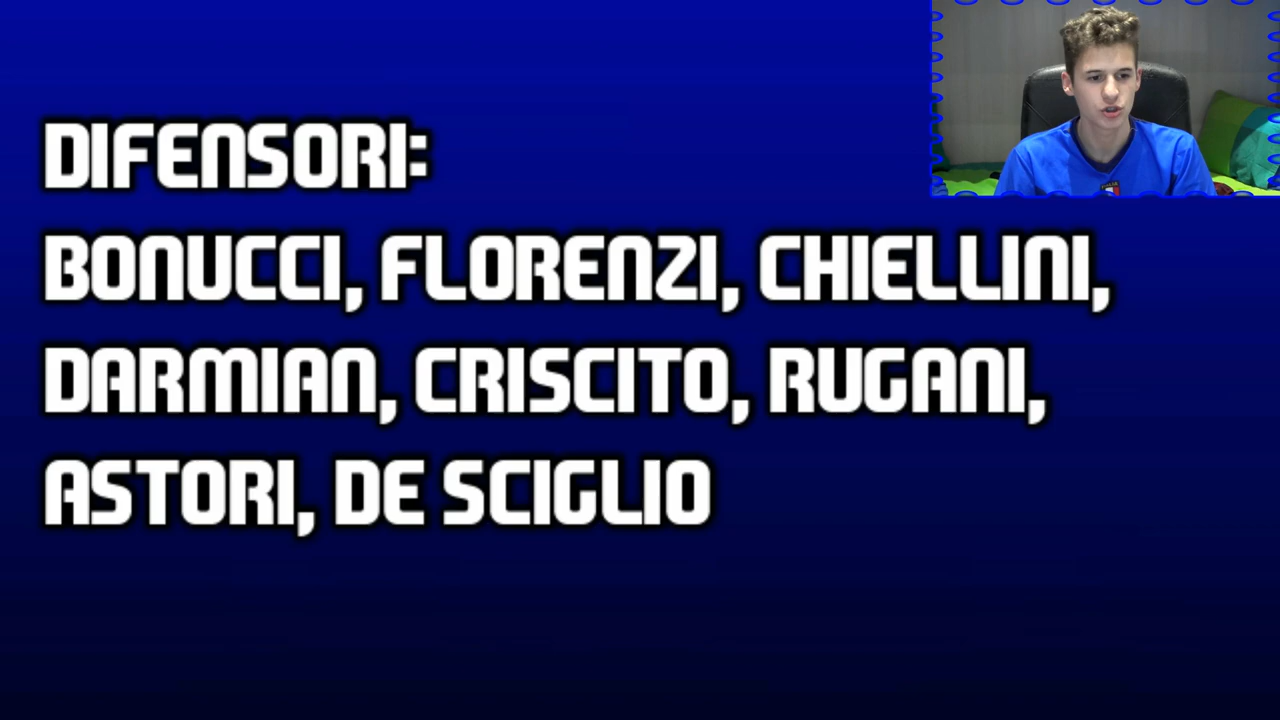 DIFENSORI:
BONUCCI, FLORENZI, CHIELLINI,
DARMIAN, CRISCITO, RUGANI,
ASTORI, DE SCIGLIO